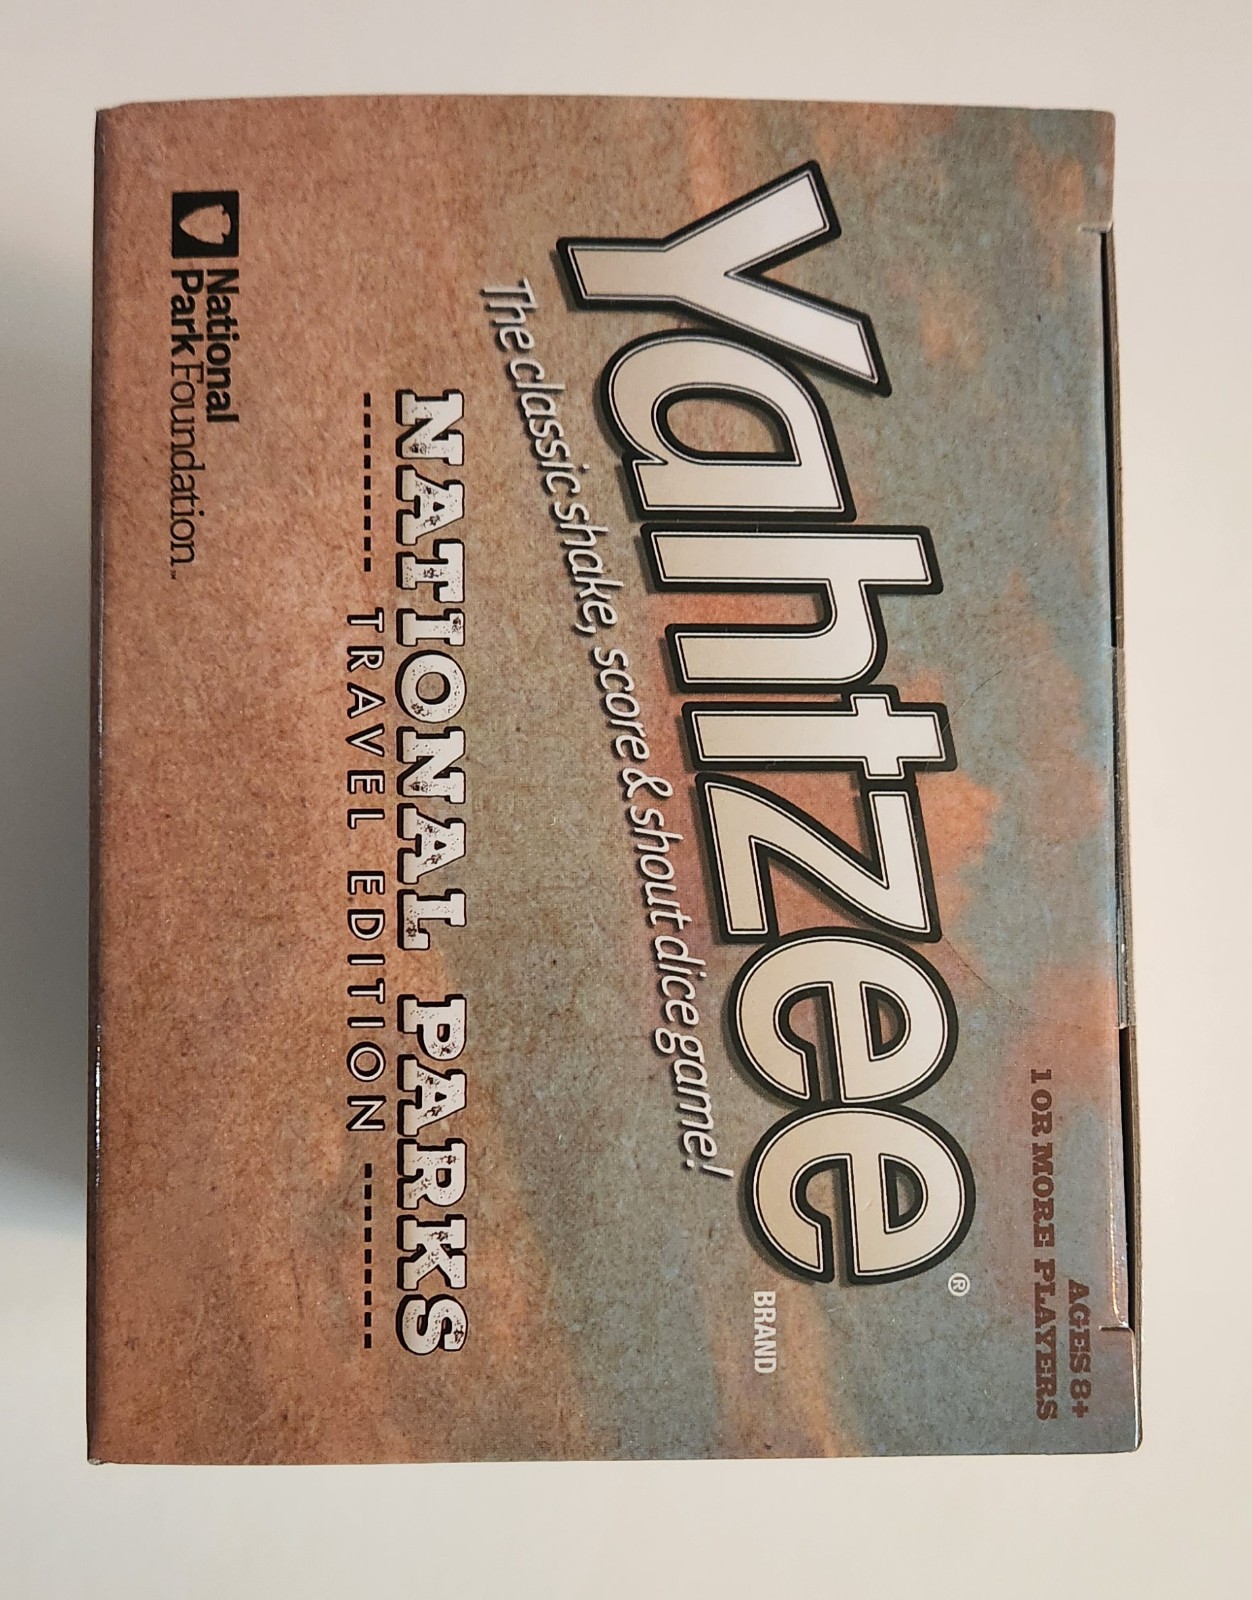 AGES 8+
1 OR MORE PLAYERS
Yahtzee®
BRAND
The classic shake, score & shout dice game!
NATIONAL PARKS
------- TRAVEL EDITION -------
National
Park Foundation™